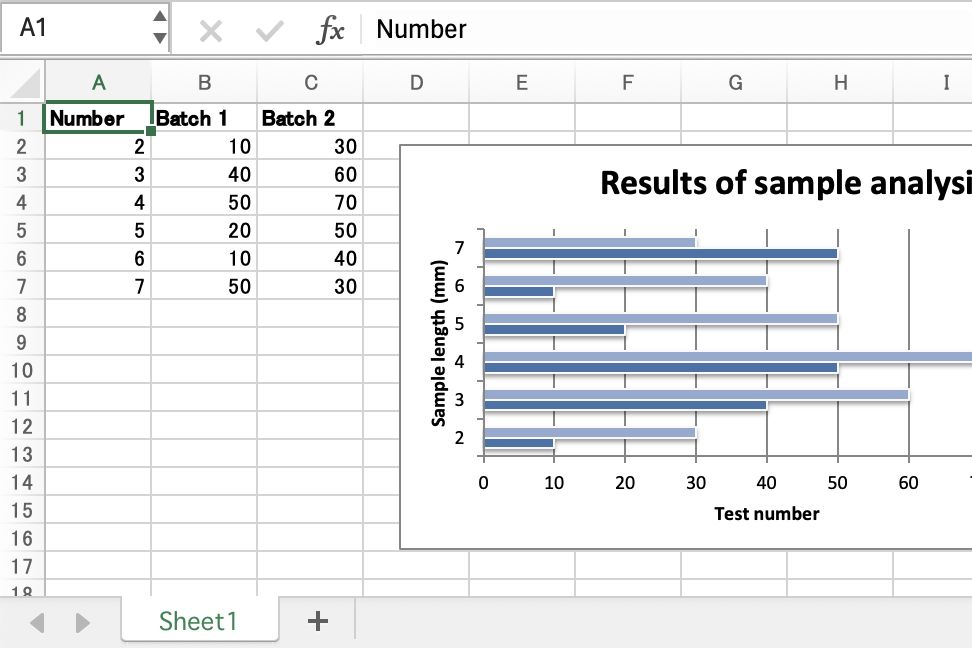 A1 fx Number
A B C D E F G H I
1 Number Batch 1 Batch 2
2 2 10 30
3 3 40 60
4 4 50 70
5 5 20 50
6 6 10 40
7 7 50 30
8
9
10
11
12
13
14
15
16
17
18
Results of sample analysi
Sample length (mm)
7
6
5
4
3
2
0 10 20 30 40 50 60
Test number
Sheet1 +